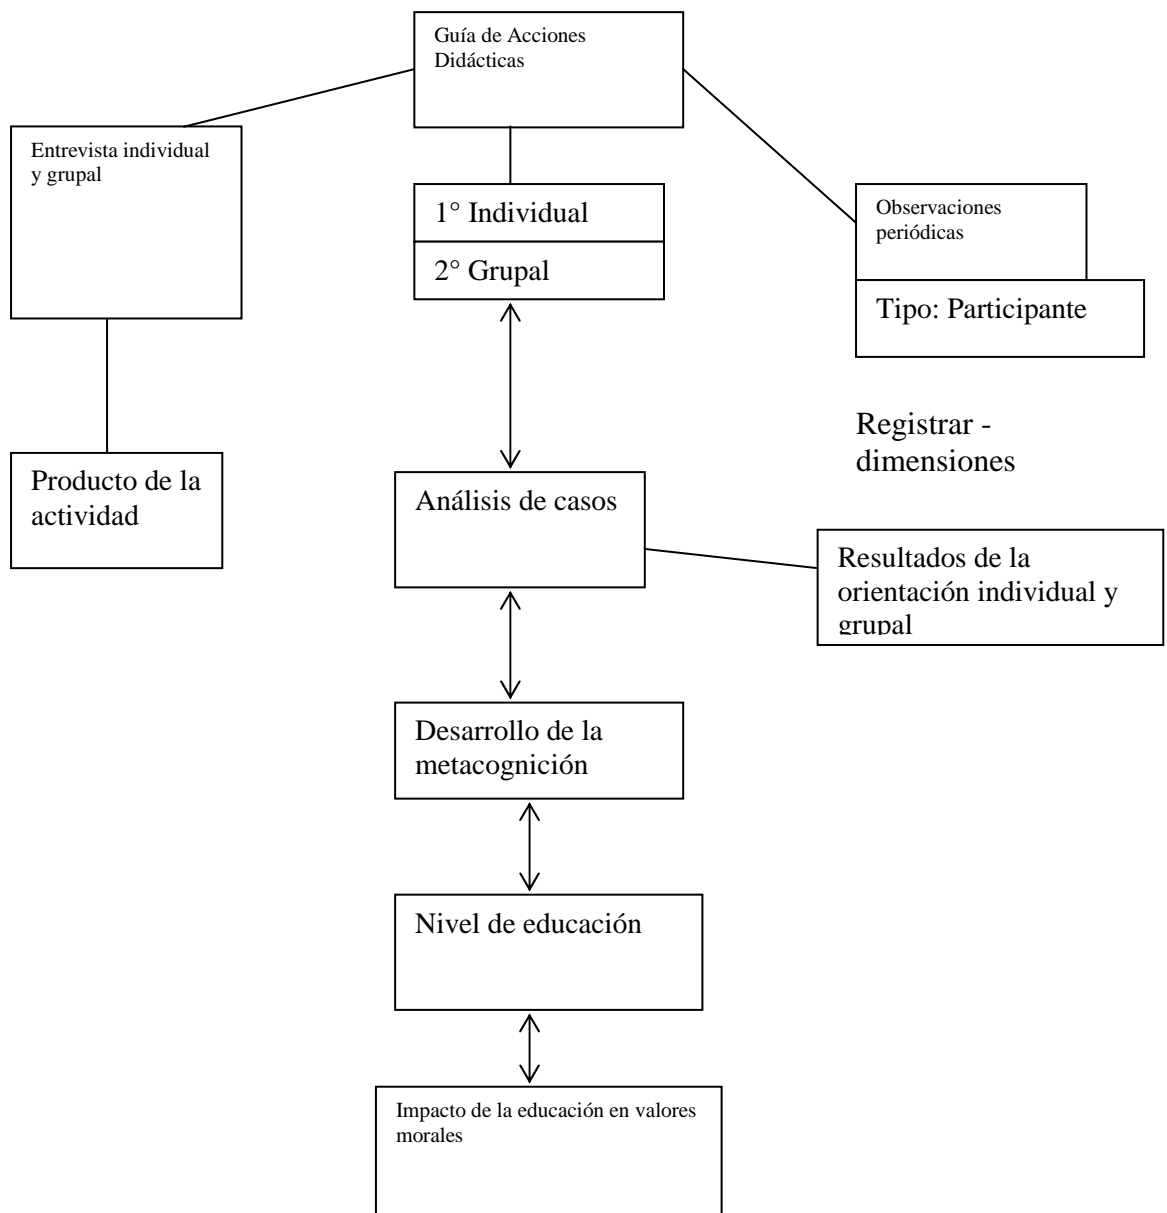 Guía de Acciones
Didácticas
Entrevista individual
y grupal
1° Individual
2° Grupal
Observaciones
periódicas
Tipo: Participante
Registrar -
dimensiones
Producto de la
actividad
Análisis de casos
Resultados de la
orientación individual y
grupal
Desarrollo de la
metacognición
Nivel de educación
Impacto de la educación en valores
morales